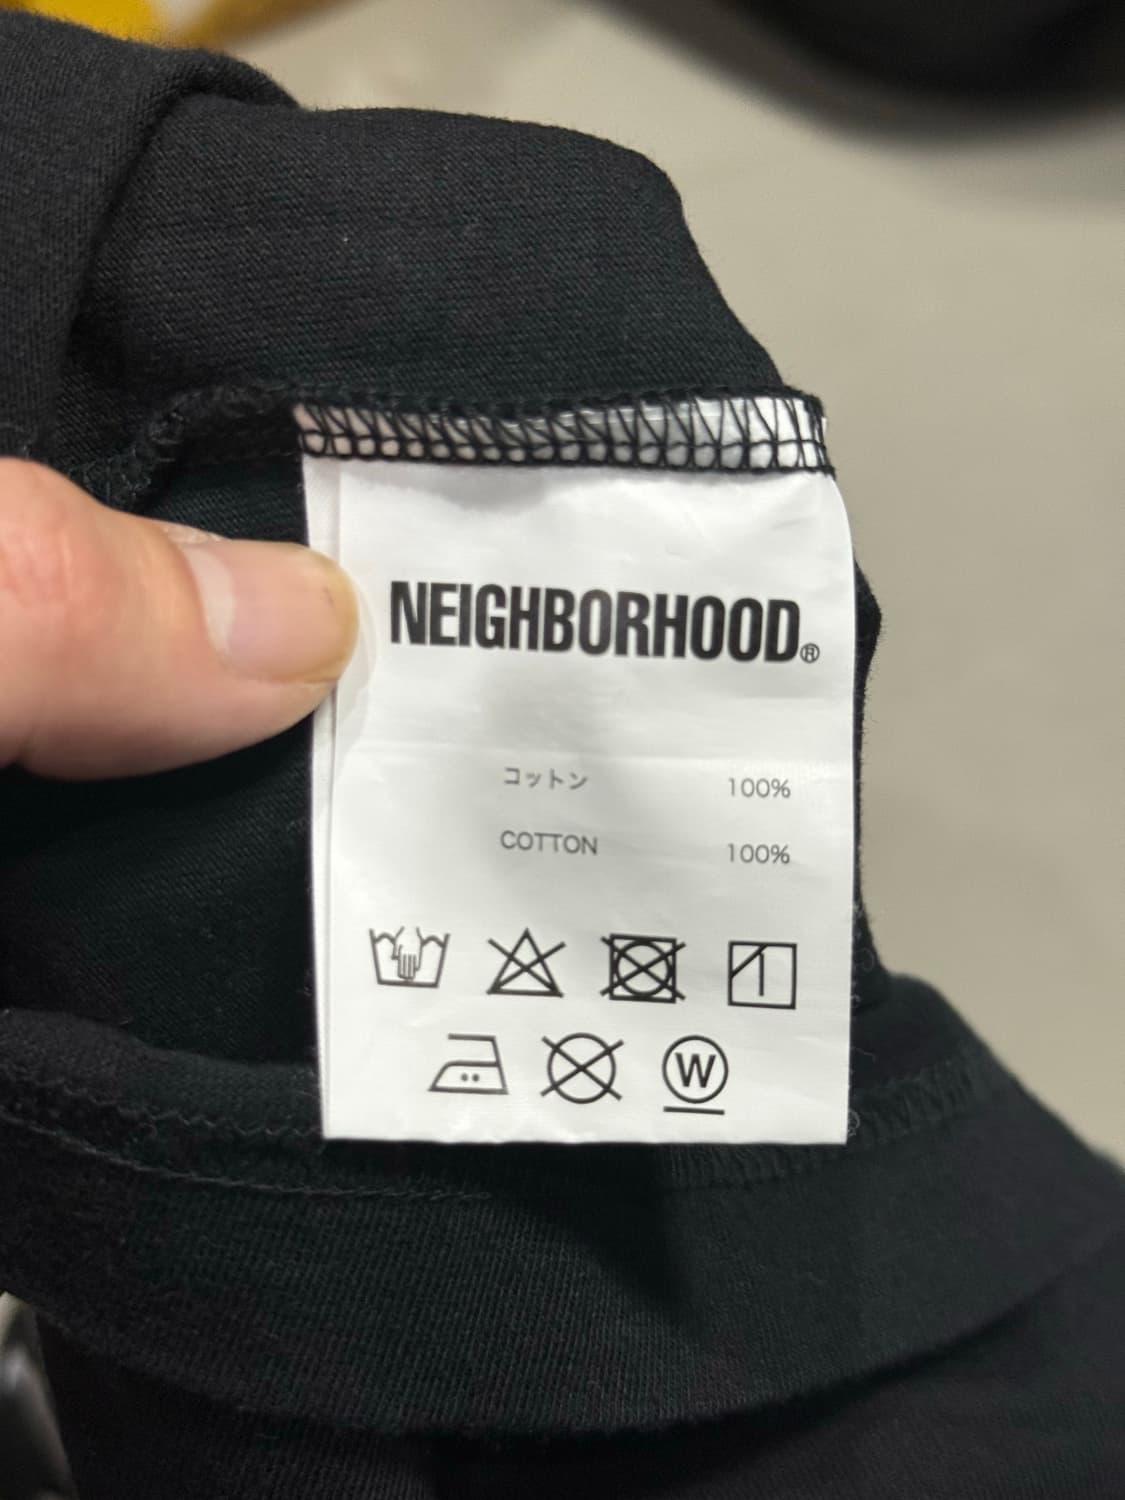 NEIGHBORHOOD®
コットン 100%
COTTON 100%
W